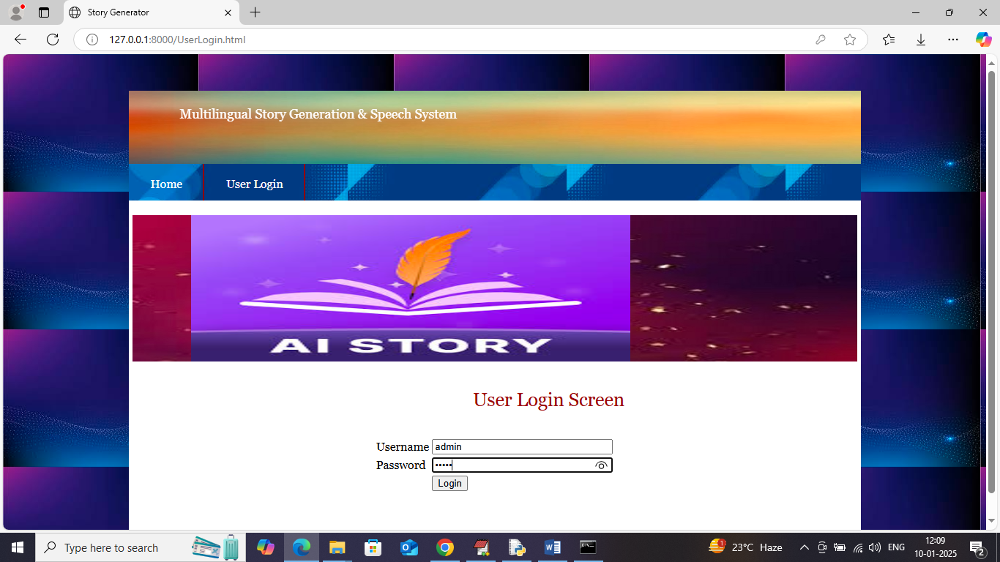 Story Generator
127.0.0.1:8000/UserLogin.html
Multilingual Story Generation & Speech System
Home
User Login
AI STORY
User Login Screen
Username admin
Password •••••
Login
Type here to search
1
23°C Haze
ENG
12:09
10-01-2025
2